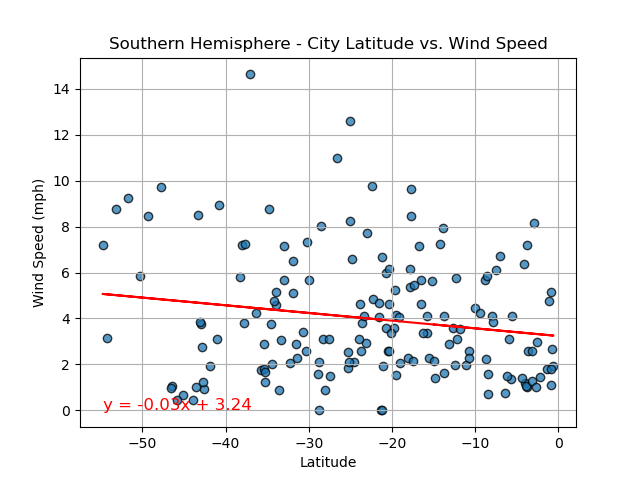 Southern Hemisphere - City Latitude vs. Wind Speed
14
12
10
8
6
4
2
0
Wind Speed (mph)
y = -0.03x + 3.24
−50 −40 −30 −20 −10 0
Latitude